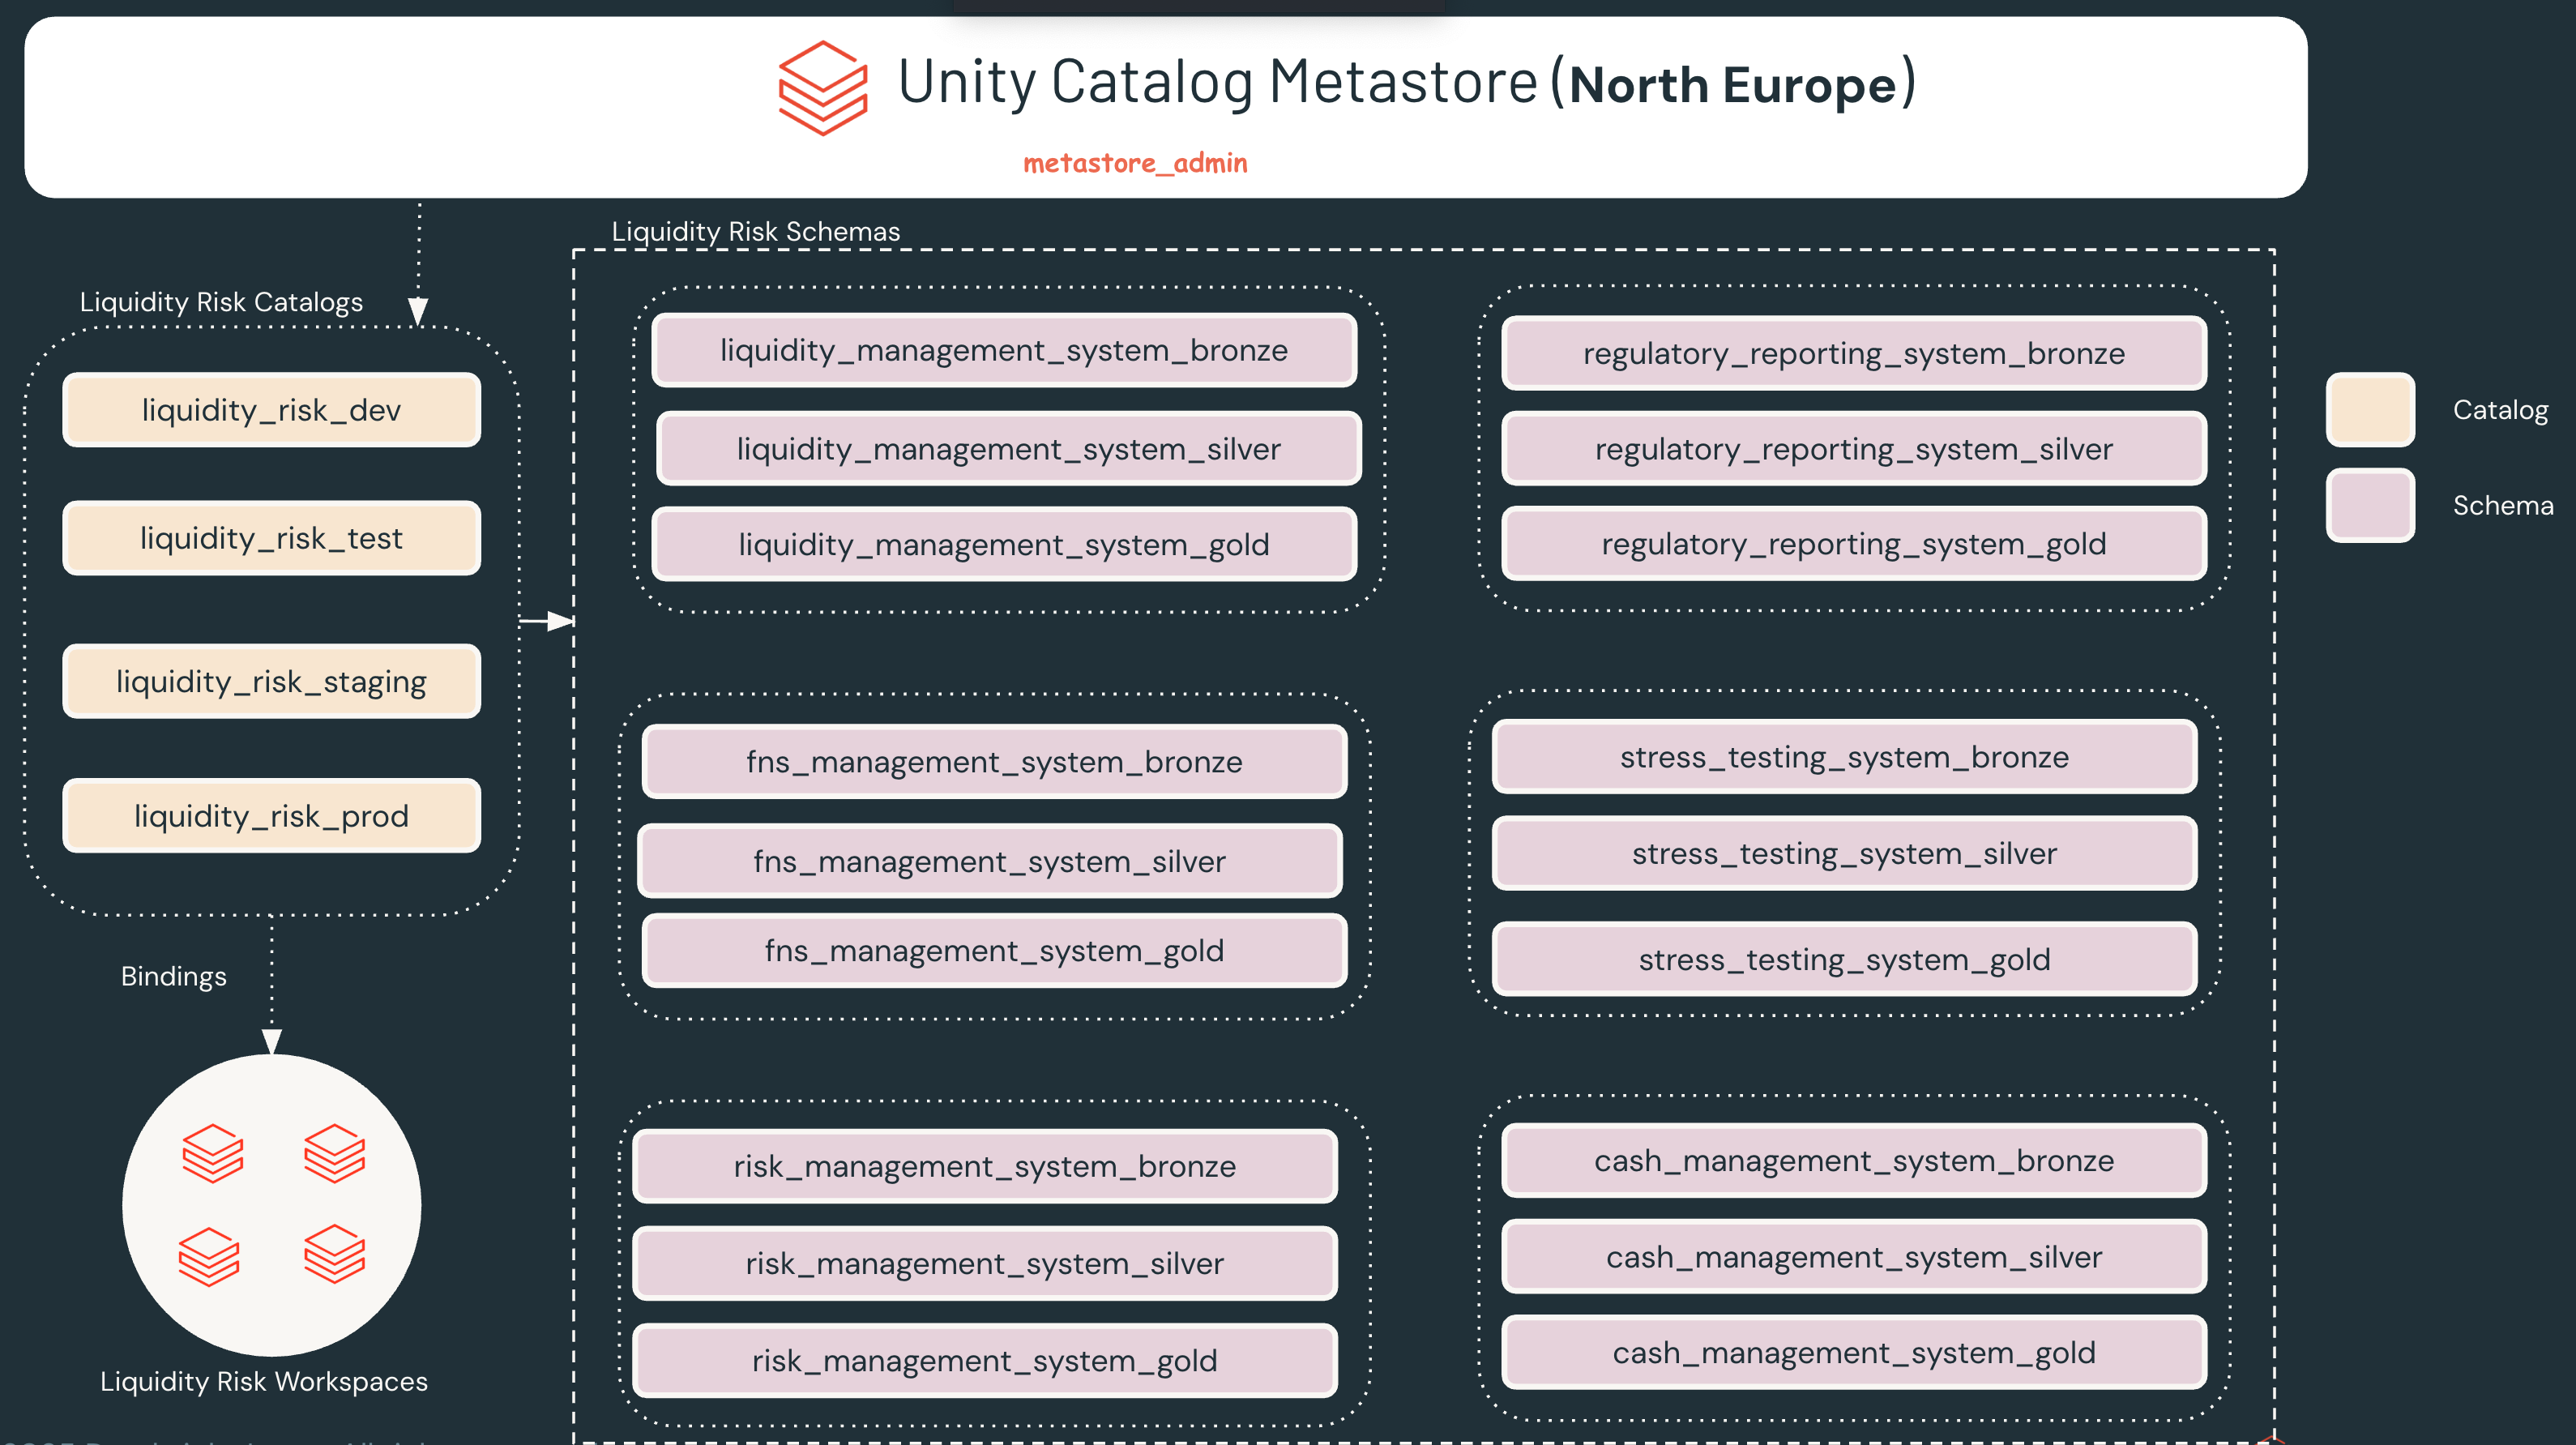 Unity Catalog Metastore (North Europe)
metastore_admin
Liquidity Risk Catalogs
liquidity_risk_dev
liquidity_risk_test
liquidity_risk_staging
liquidity_risk_prod
Bindings
Liquidity Risk Workspaces
Liquidity Risk Schemas
liquidity_management_system_bronze
liquidity_management_system_silver
liquidity_management_system_gold
regulatory_reporting_system_bronze
regulatory_reporting_system_silver
regulatory_reporting_system_gold
fns_management_system_bronze
fns_management_system_silver
fns_management_system_gold
stress_testing_system_bronze
stress_testing_system_silver
stress_testing_system_gold
risk_management_system_bronze
risk_management_system_silver
risk_management_system_gold
cash_management_system_bronze
cash_management_system_silver
cash_management_system_gold
Catalog
Schema